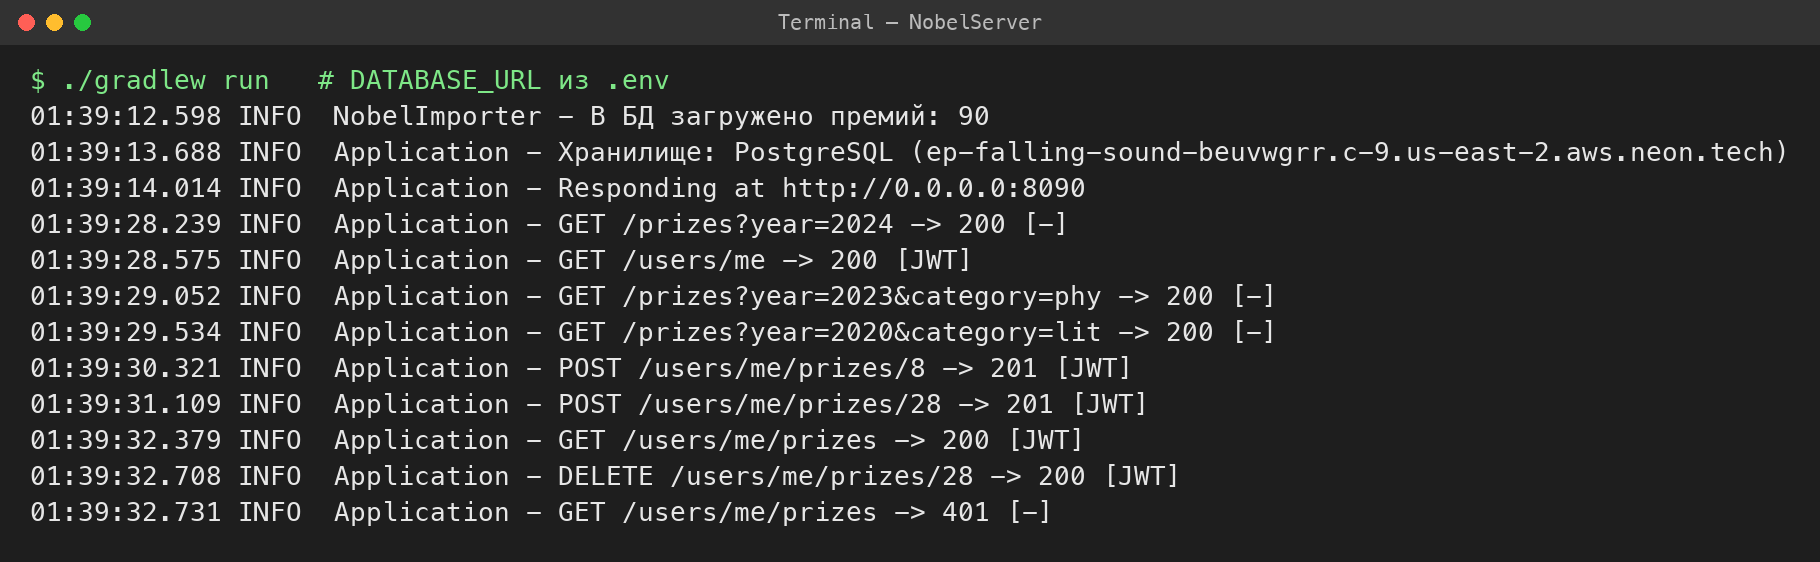 Terminal — NobelServer
$ ./gradlew run   # DATABASE_URL из .env
01:39:12.598 INFO  NobelImporter – В БД загружено премий: 90
01:39:13.688 INFO  Application – Хранилище: PostgreSQL (ep-falling-sound-beuvwgrr.c-9.us-east-2.aws.neon.tech)
01:39:14.014 INFO  Application – Responding at http://0.0.0.0:8090
01:39:28.239 INFO  Application – GET /prizes?year=2024 –> 200 [–]
01:39:28.575 INFO  Application – GET /users/me –> 200 [JWT]
01:39:29.052 INFO  Application – GET /prizes?year=2023&category=phy –> 200 [–]
01:39:29.534 INFO  Application – GET /prizes?year=2020&category=lit –> 200 [–]
01:39:30.321 INFO  Application – POST /users/me/prizes/8 –> 201 [JWT]
01:39:31.109 INFO  Application – POST /users/me/prizes/28 –> 201 [JWT]
01:39:32.379 INFO  Application – GET /users/me/prizes –> 200 [JWT]
01:39:32.708 INFO  Application – DELETE /users/me/prizes/28 –> 200 [JWT]
01:39:32.731 INFO  Application – GET /users/me/prizes –> 401 [–]